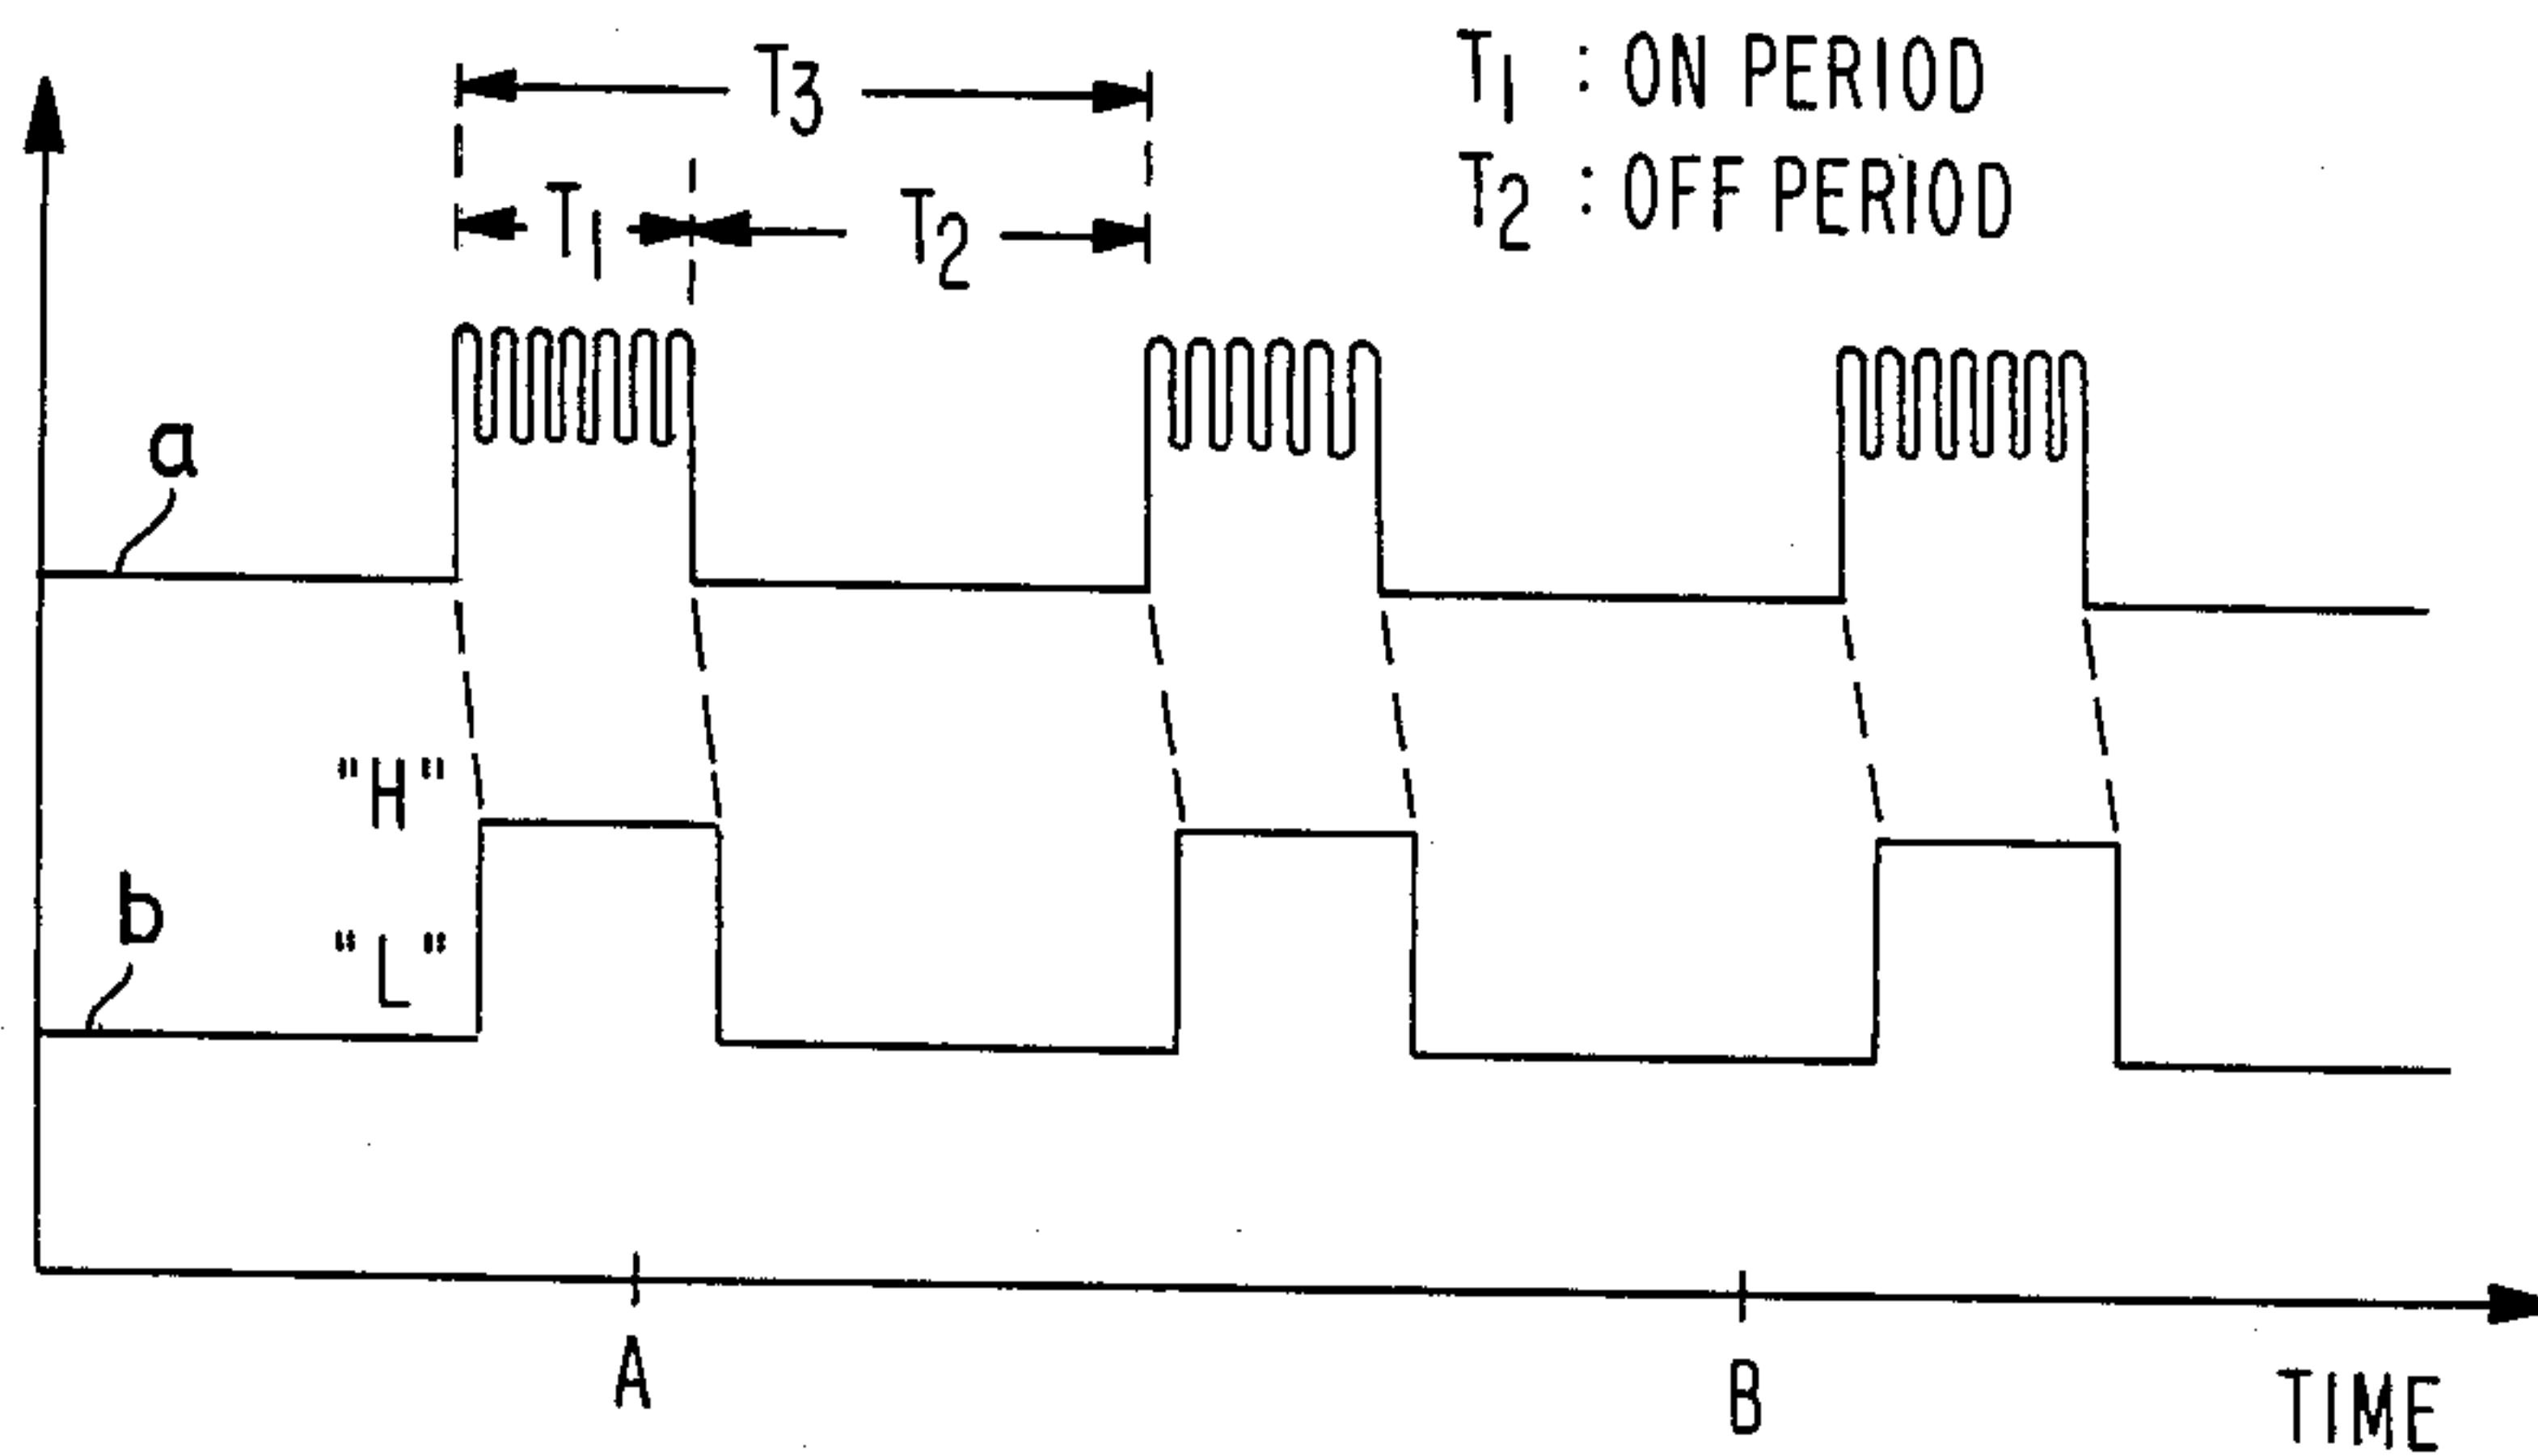 T3
T1 : ON PERIOD
T1
T2
T2 : OFF PERIOD
a
"H"
b
"L"
A
B
TIME